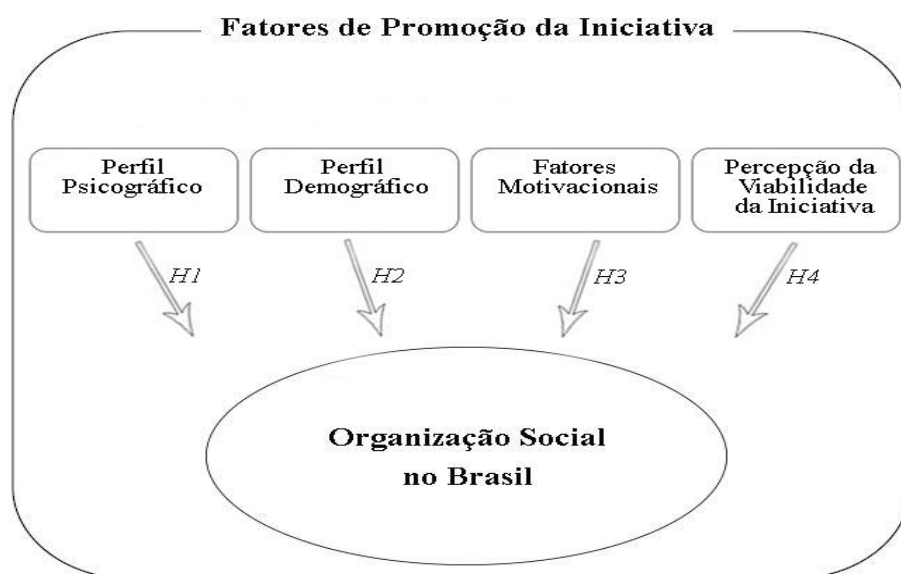 Fatores de Promoção da Iniciativa
Perfil
Psicográfico
Perfil
Demográfico
Fatores
Motivacionais
Percepção da
Viabilidade
da Iniciativa
H1
H2
H3
H4
Organização Social
no Brasil